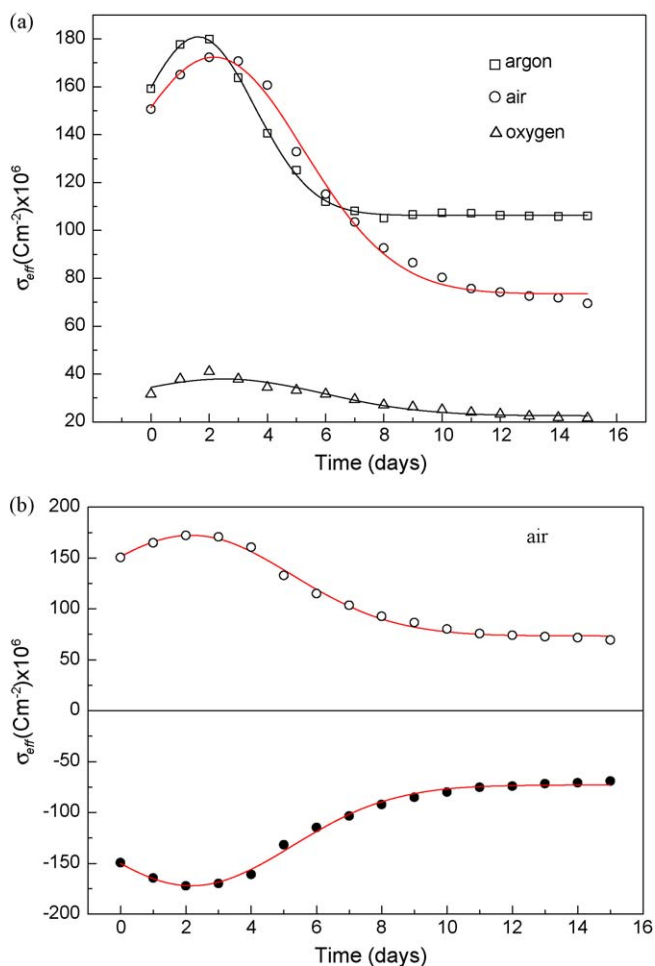 (a)
180
160
140
120
100
80
60
40
20
σeff(Cm⁻²)x10⁶
argon
air
oxygen
0 2 4 6 8 10 12 14 16
Time (days)
(b)
200
150
100
50
0
-50
-100
-150
-200
σeff(Cm⁻²)x10⁶
air
0 2 4 6 8 10 12 14 16
Time (days)